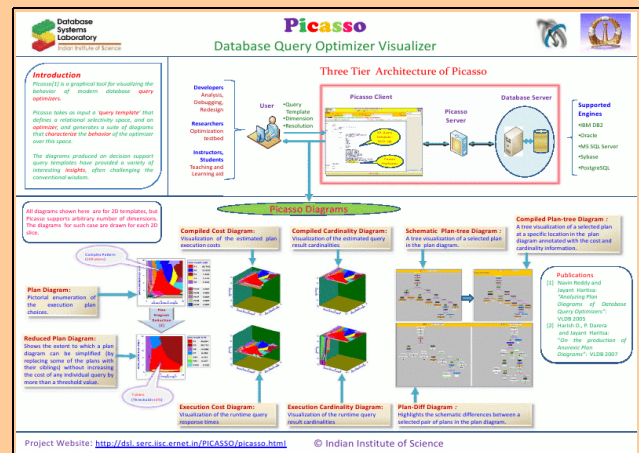 Database
Systems
Laboratory
Indian Institute of Science
Picasso
Database Query Optimizer Visualizer
Introduction
Picasso[1] is a graphical tool for visualizing the
behavior of modern database query
optimizers.
Picasso takes as input a 'query template' that
defines a relational selectivity space, and an
optimizer, and generates a suite of diagrams
that characterize the behavior of the optimizer
over this space.
The diagrams produced on decision support
query templates have provided a variety of
interesting insights, often challenging the
conventional wisdom.
Three Tier Architecture of Picasso
Developers
Analysis,
Debugging,
Redesign
Researchers
Optimization
testbed
Instructors,
Students
Teaching and
Learning aid
User
•Query
Template
•Dimension
•Resolution
Picasso Client
Picasso
Server
Database Server
Supported
Engines
•IBM DB2
•Oracle
•MS SQL Server
•Sybase
•PostgreSQL
Picasso Diagrams
All diagrams shown here are for 2D templates, but
Picasso supports arbitrary number of dimensions.
The diagrams for such case are drawn for each 2D
slice.
Complex Pattern
Plan Diagram:
Pictorial enumeration of
the execution plan
choices.
Plan
Diagram
Reduction
[2]
Reduced Plan Diagram:
Shows the extent to which a plan
diagram can be simplified (by
replacing some of the plans with
their siblings) without increasing
the cost of any individual query by
more than a threshold value.
Compiled Cost Diagram:
Visualization of the estimated plan
execution costs
Compiled Cardinality Diagram:
Visualization of the estimated query
result cardinalities
Schematic Plan-tree Diagram :
A tree visualization of a selected plan
in the plan diagram.
Compiled Plan-tree Diagram :
A tree visualization of a selected plan
at a specific location in the plan
diagram annotated with the cost and
cardinality information.
Execution Cost Diagram:
Visualization of the runtime query
response times
Execution Cardinality Diagram:
Visualization of the runtime query
result cardinalities
Plan-Diff Diagram :
Highlights the schematic differences between a
selected pair of plans in the plan diagram.
Publications
[1] Navin Reddy and
Jayant Haritsa:
"Analyzing Plan
Diagrams of Database
Query Optimizers":
VLDB 2005
[2] Harish D., P. Darera
and Jayant Haritsa:
"On the production of
Anorexic Plan
Diagrams": VLDB 2007
Project Website: http://dsl.serc.iisc.ernet.in/PICASSO/picasso.html
© Indian Institute of Science